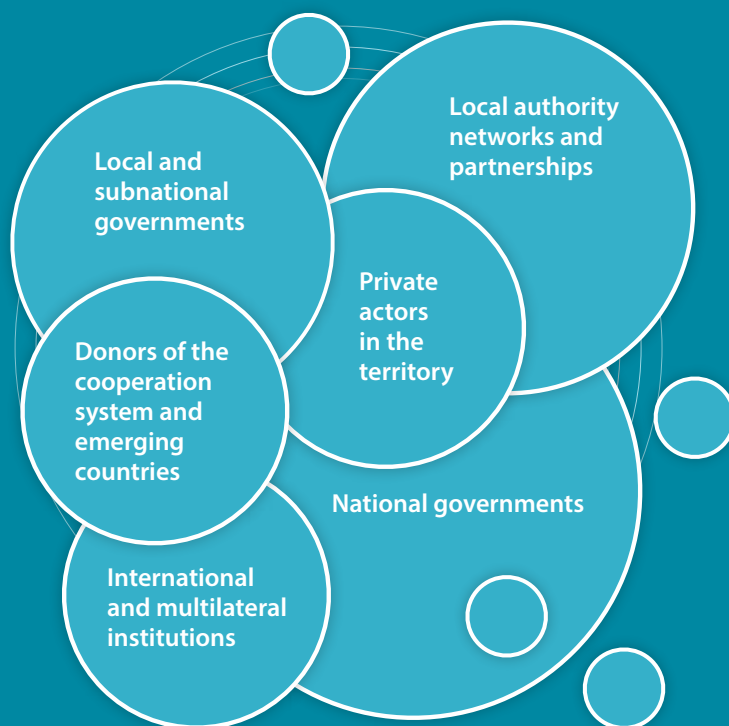 Local authority
networks and
partnerships
Local and
subnational
governments
Private
actors
in the
territory
Donors of the
cooperation
system and
emerging
countries
National governments
International
and multilateral
institutions